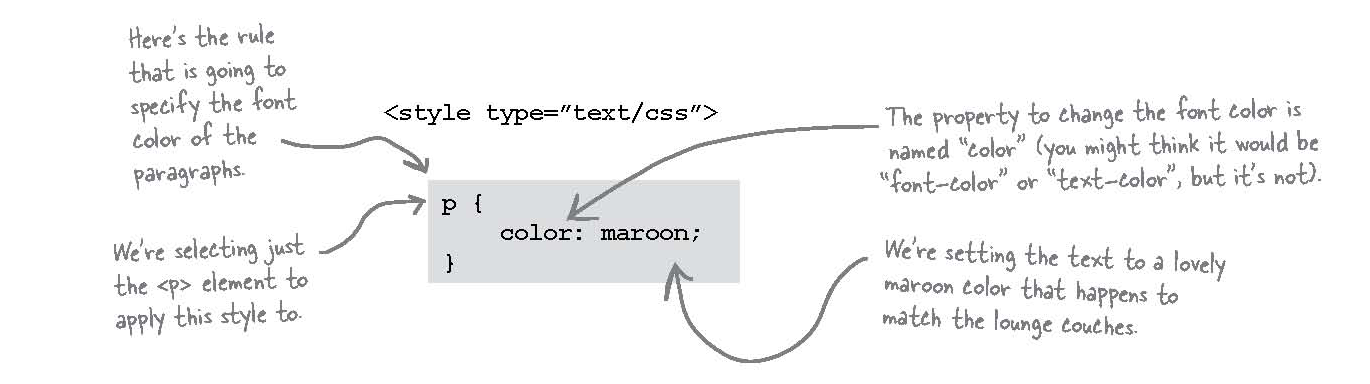 Here's the rule
that is going to
specify the font
color of the
paragraphs.
We're selecting just
the <p> element to
apply this style to.
<style type="text/css">
p {
color: maroon;
}
The property to change the font color is
named "color" (you might think it would be
"font-color" or "text-color", but it's not).
We're setting the text to a lovely
maroon color that happens to
match the lounge couches.